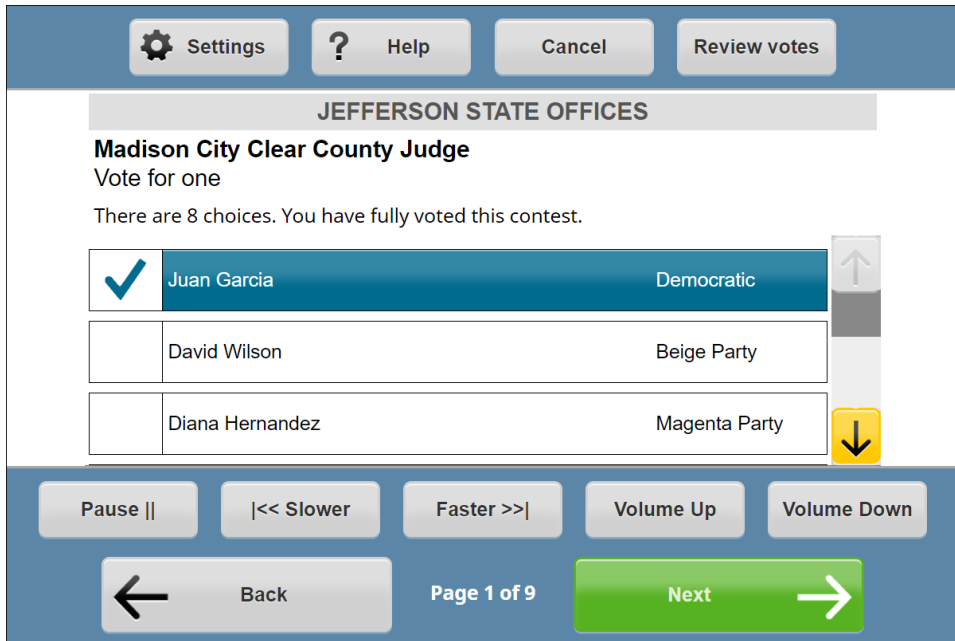 Settings ? Help Cancel Review votes
JEFFERSON STATE OFFICES
Madison City Clear County Judge
Vote for one
There are 8 choices. You have fully voted this contest.
Juan Garcia Democratic
David Wilson Beige Party
Diana Hernandez Magenta Party
Pause || |<< Slower Faster >>| Volume Up Volume Down
Back Page 1 of 9 Next